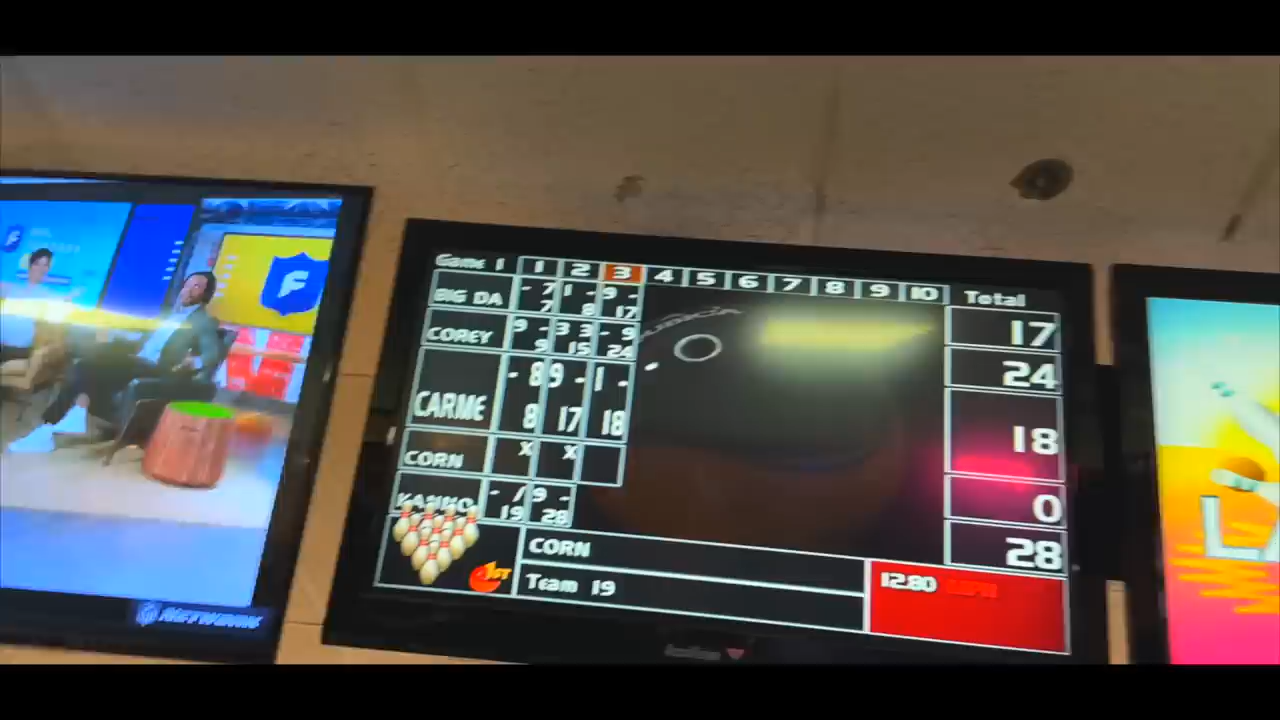 Game 1 1 2 3 4 5 6 7 8 9 10 Total
BIG DA - 7 1 - 9 -
7 8 17 17
COREY 9 - 3 3 - 9
9 15 24 24
CARME - 8 9 - 1 -
8 17 18 18
CORN X X 0
- / 9 -
19 28 28
CORN
1ST
Team 19
12.80 MPH
F
F